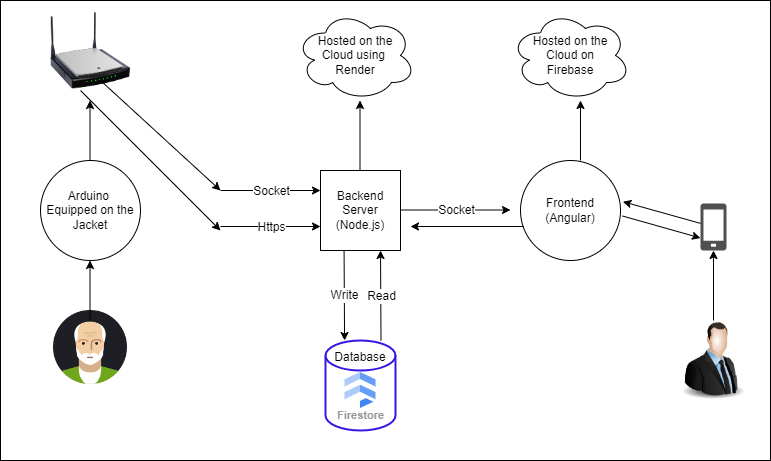 Hosted on the
Cloud using
Render
Hosted on the
Cloud on
Firebase
Arduino
Equipped on the
Jacket
Socket
Https
Backend
Server
(Node.js)
Socket
Frontend
(Angular)
Write
Read
Database
Firestore